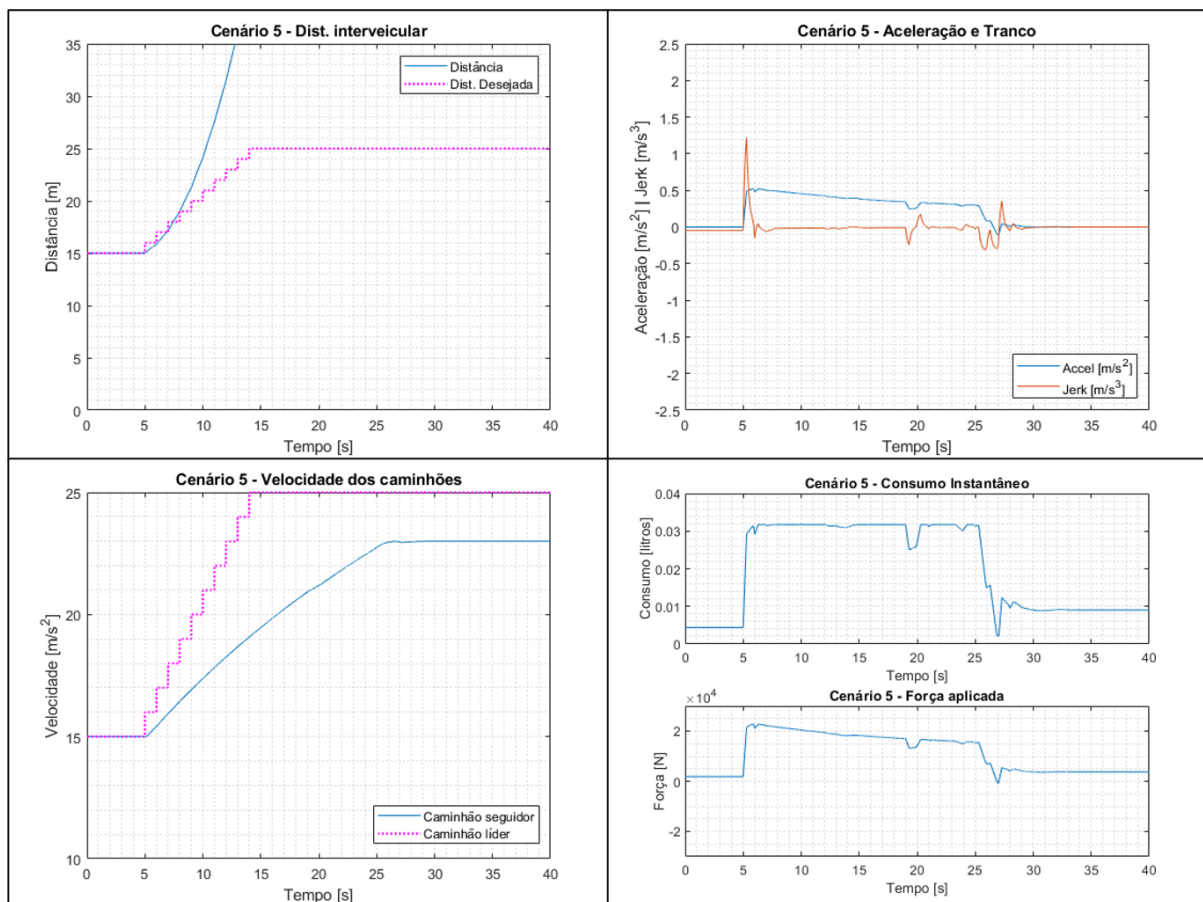 Cenário 5 - Dist. interveicular
35
30
25
20
15
10
5
0
Distância [m]
Distância
Dist. Desejada
0 5 10 15 20 25 30 35 40
Tempo [s]
Cenário 5 - Aceleração e Tranco
2.5
2
1.5
1
0.5
0
-0.5
-1
-1.5
-2
-2.5
Aceleração [m/s²] | Jerk [m/s³]
Accel [m/s²]
Jerk [m/s³]
0 5 10 15 20 25 30 35 40
Tempo [s]
Cenário 5 - Velocidade dos caminhões
25
20
15
10
Velocidade [m/s²]
Caminhão seguidor
Caminhão líder
0 5 10 15 20 25 30 35 40
Tempo [s]
Cenário 5 - Consumo Instantâneo
0.04
0.03
0.02
0.01
0
Consumo [litros]
0 5 10 15 20 25 30 35 40
Tempo [s]
Cenário 5 - Força aplicada
×10⁴
2
0
-2
Força [N]
0 5 10 15 20 25 30 35 40
Tempo [s]